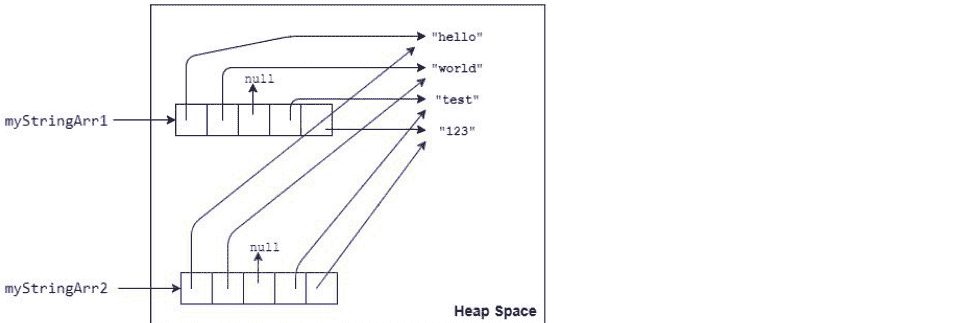 "hello"
"world"
null
"test"
myStringArr1
"123"
null
myStringArr2
Heap Space